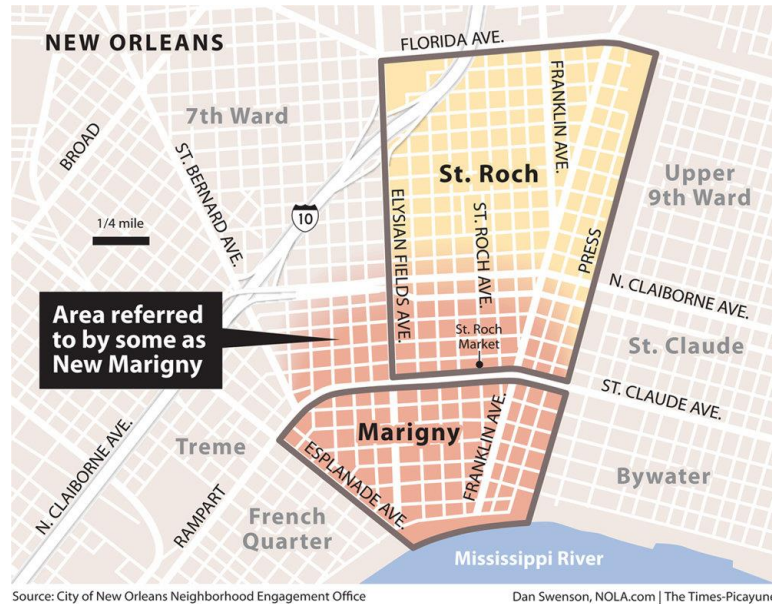 NEW ORLEANS
FLORIDA AVE.
7th Ward
FRANKLIN AVE.
BROAD
ST. BERNARD AVE.
St. Roch
Upper
9th Ward
1/4 mile
10
ELYSIAN FIELDS AVE.
ST. ROCH AVE.
PRESS
N. CLAIBORNE AVE.
Area referred
to by some as
New Marigny
St. Roch
Market
St. Claude
ST. CLAUDE AVE.
Marigny
Treme
N. CLAIBORNE AVE.
RAMPART
ESPLANADE AVE.
FRANKLIN AVE.
Bywater
French
Quarter
Mississippi River
Source: City of New Orleans Neighborhood Engagement Office
Dan Swenson, NOLA.com | The Times-Picayune